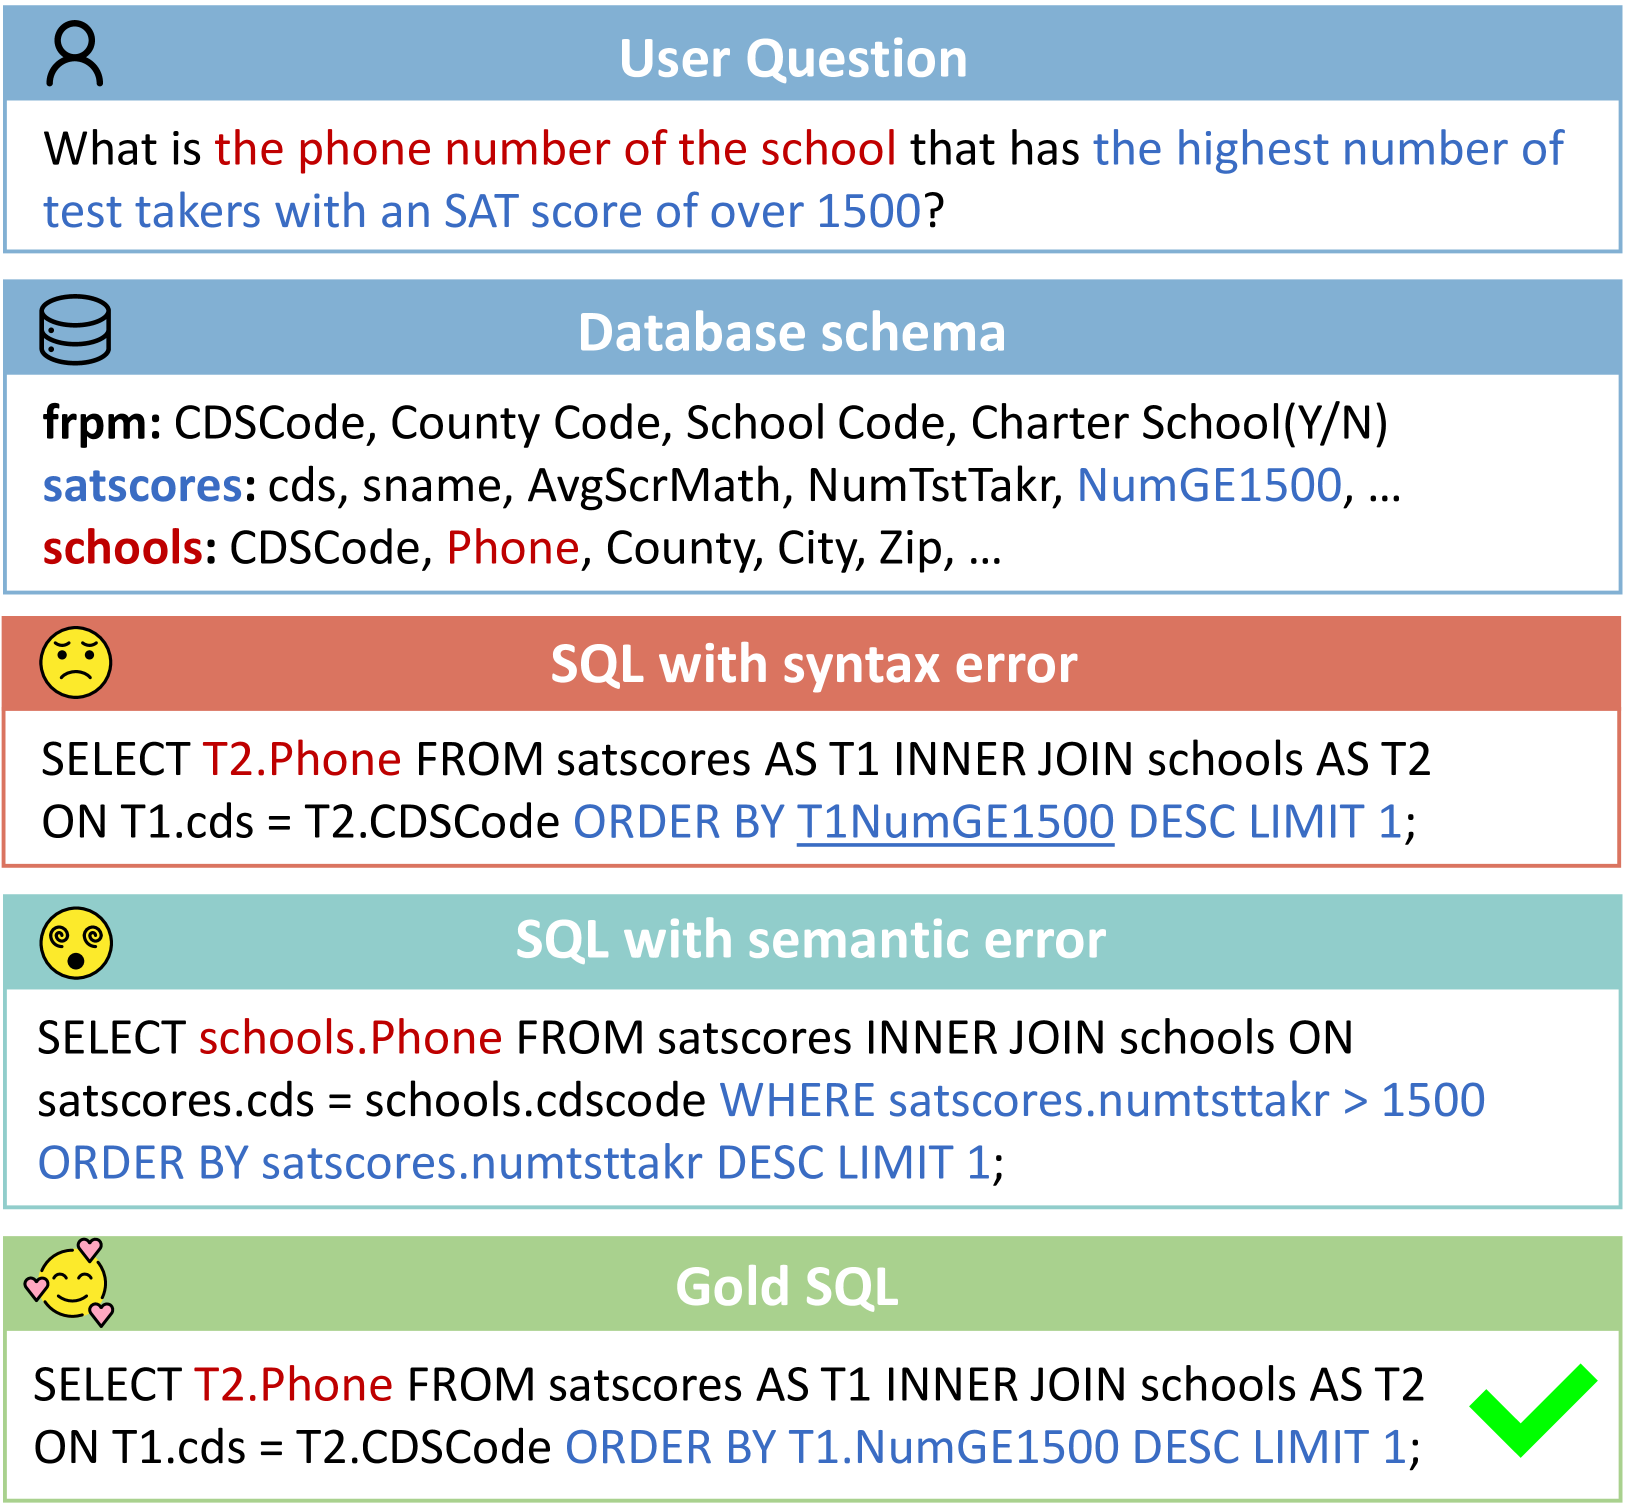 User Question
What is the phone number of the school that has the highest number of
test takers with an SAT score of over 1500?
Database schema
frpm: CDSCode, County Code, School Code, Charter School(Y/N)
satscores: cds, sname, AvgScrMath, NumTstTakr, NumGE1500, ...
schools: CDSCode, Phone, County, City, Zip, ...
SQL with syntax error
SELECT T2.Phone FROM satscores AS T1 INNER JOIN schools AS T2
ON T1.cds = T2.CDSCode ORDER BY T1NumGE1500 DESC LIMIT 1;
SQL with semantic error
SELECT schools.Phone FROM satscores INNER JOIN schools ON
satscores.cds = schools.cdscode WHERE satscores.numtsttakr > 1500
ORDER BY satscores.numtsttakr DESC LIMIT 1;
Gold SQL
SELECT T2.Phone FROM satscores AS T1 INNER JOIN schools AS T2
ON T1.cds = T2.CDSCode ORDER BY T1.NumGE1500 DESC LIMIT 1;